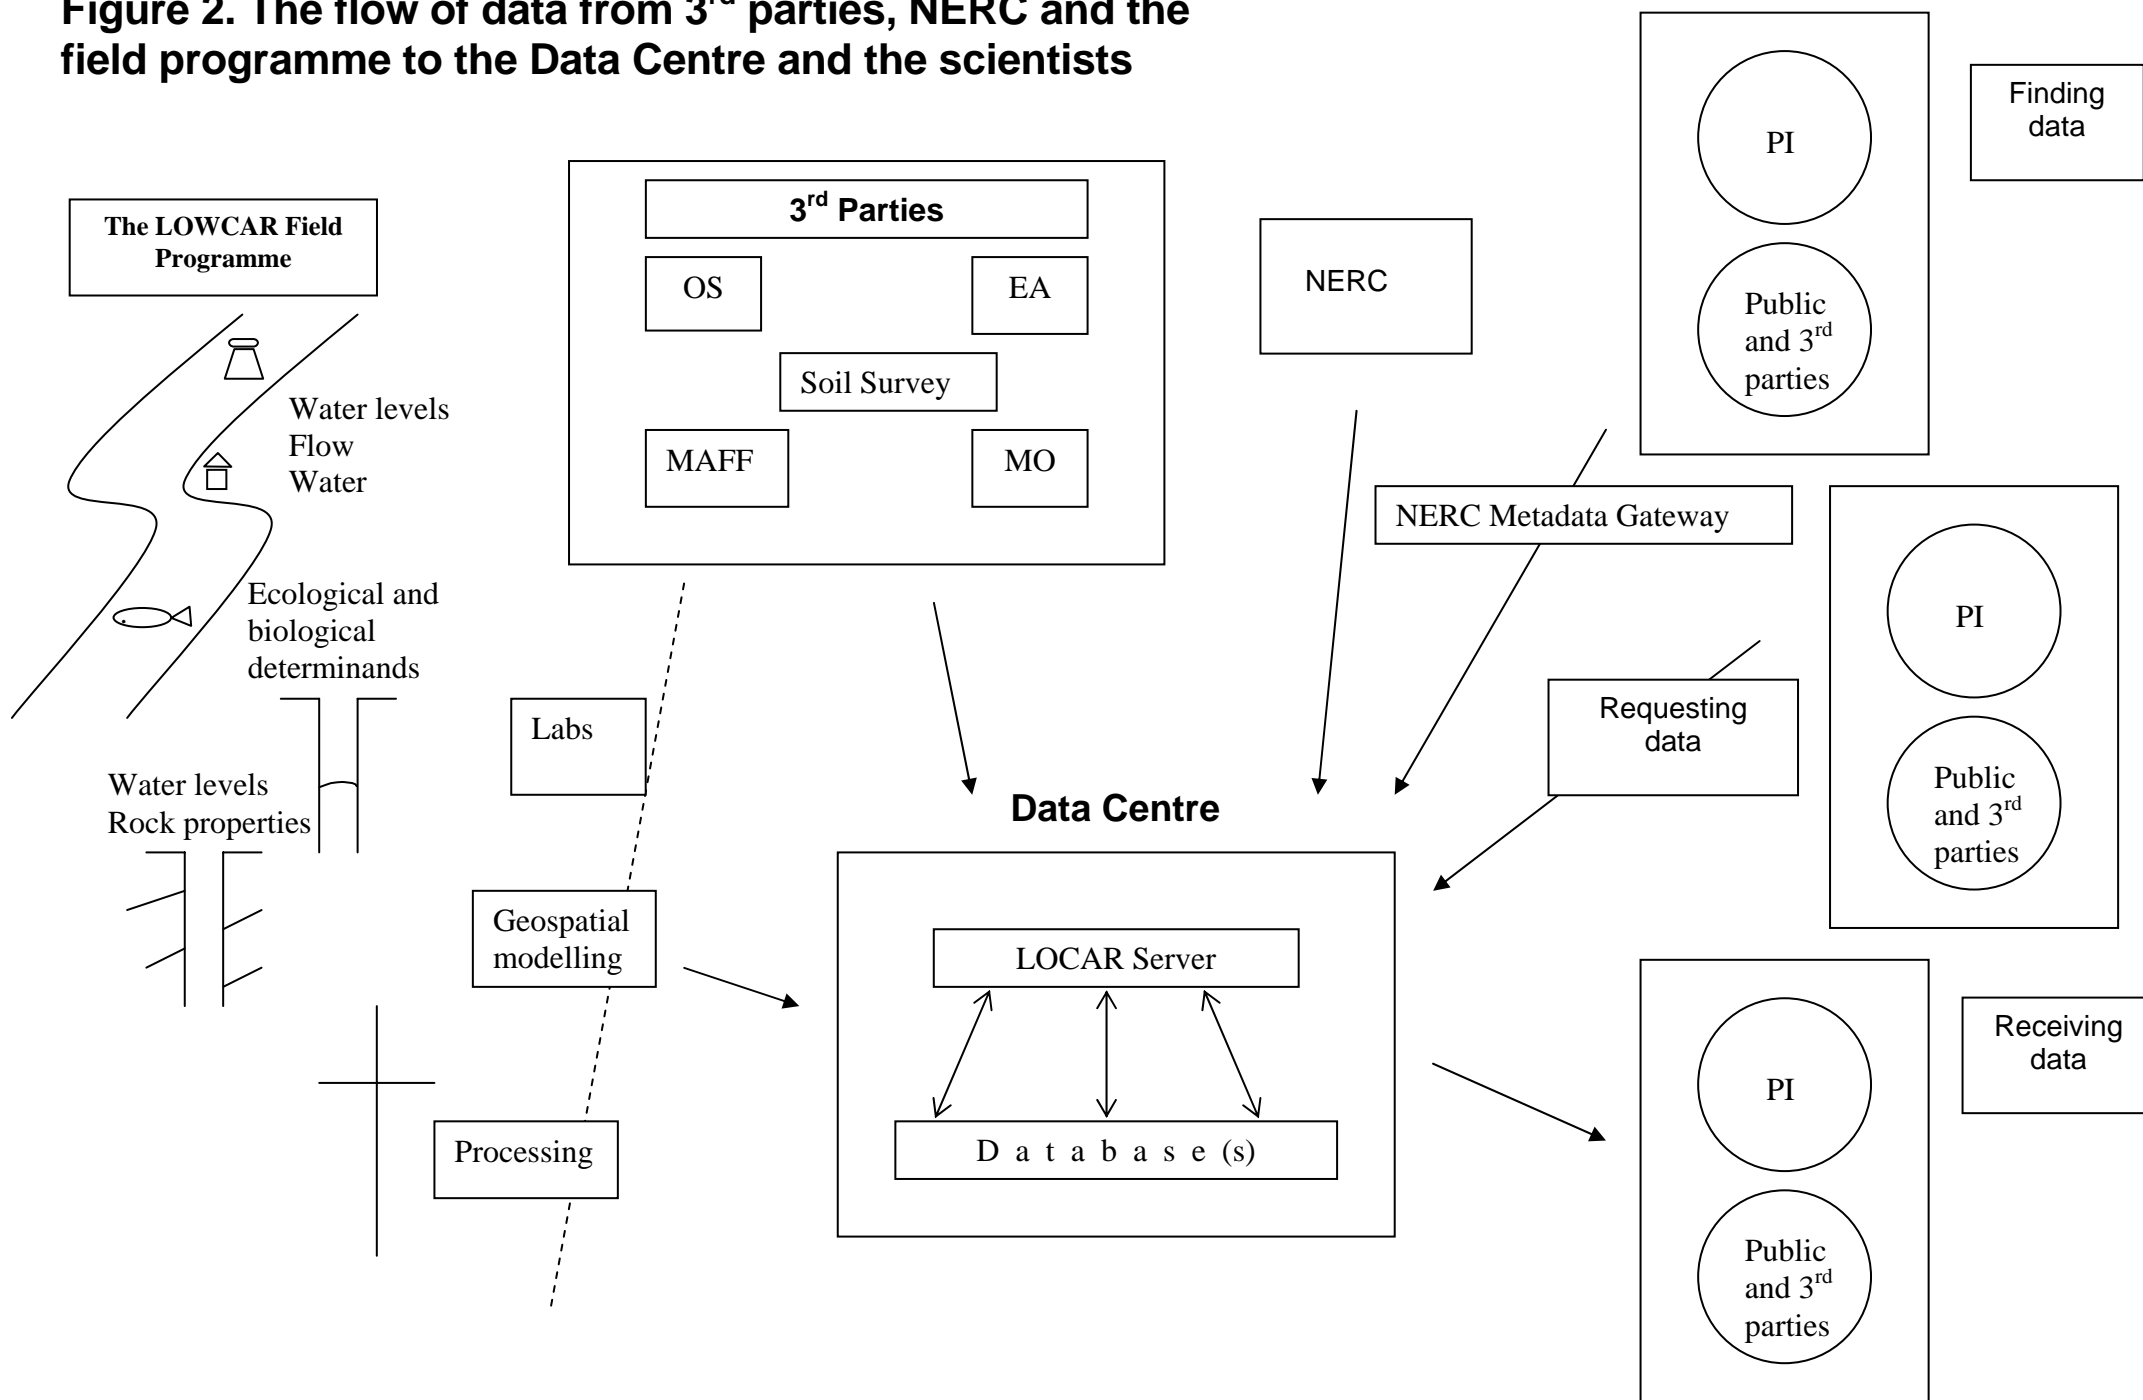 Figure 2. The flow of data from 3rd parties, NERC and the
field programme to the Data Centre and the scientists
The LOWCAR Field
Programme
Water levels
Flow
Water
Ecological and
biological
determinands
Water levels
Rock properties
3rd Parties
OS
EA
Soil Survey
MAFF
MO
NERC
Labs
Geospatial
modelling
Processing
Data Centre
LOCAR Server
D a t a b a s e (s)
PI
Public
and 3rd
parties
Finding
data
NERC Metadata Gateway
PI
Public
and 3rd
parties
Requesting
data
PI
Public
and 3rd
parties
Receiving
data